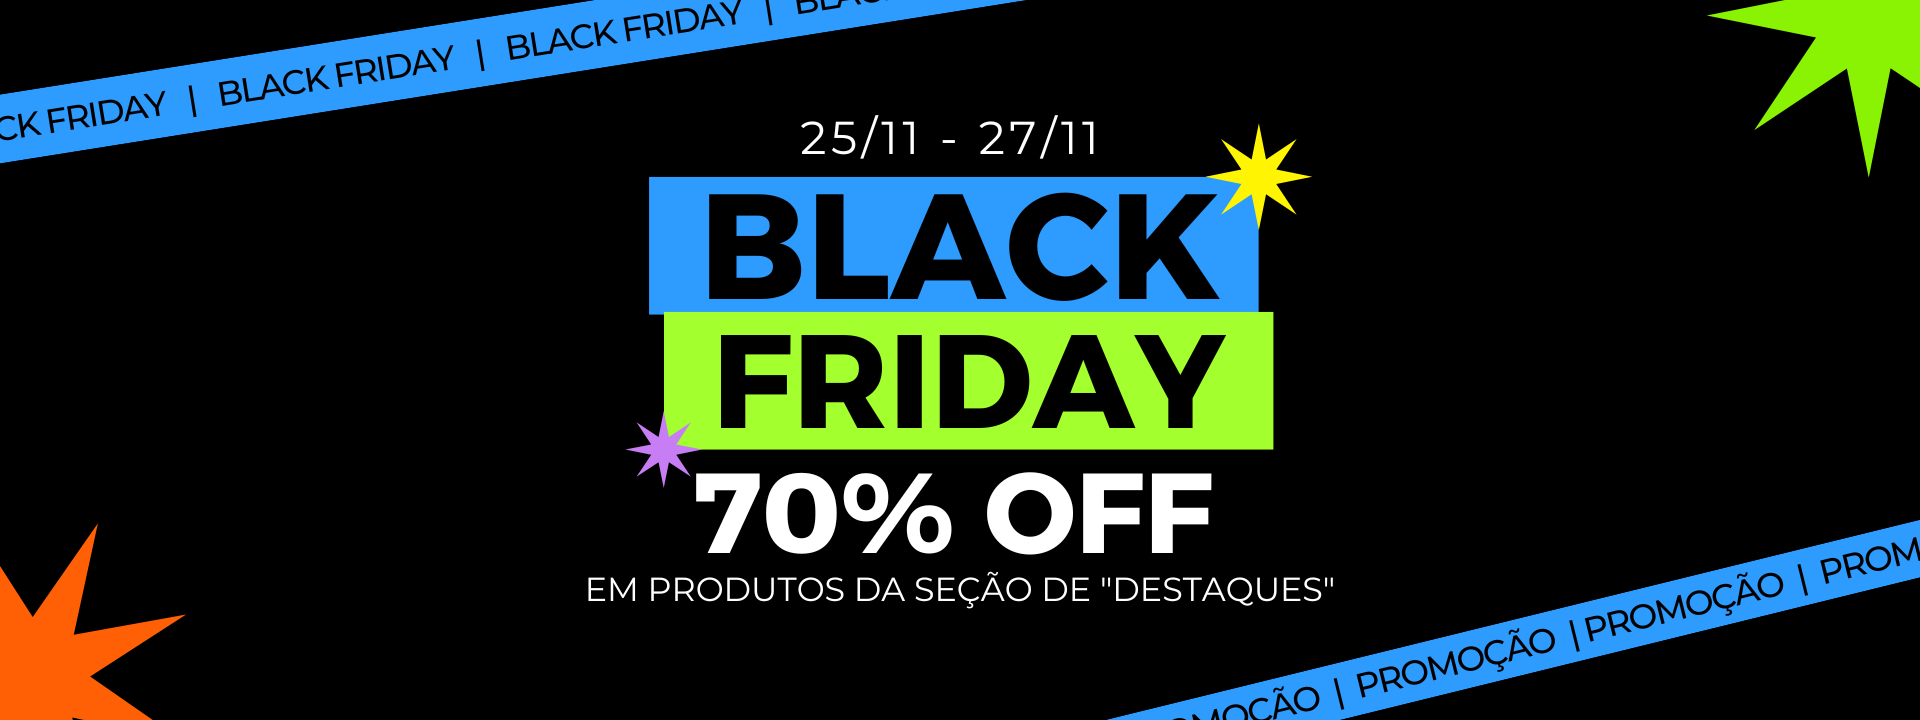 CK FRIDAY | BLACK FRIDAY | BLACK FRIDAY |
25/11 - 27/11
BLACK
FRIDAY
70% OFF
EM PRODUTOS DA SEÇÃO DE "DESTAQUES"
MOÇÃO | PROMOÇÃO | PROMOÇÃO | PROM